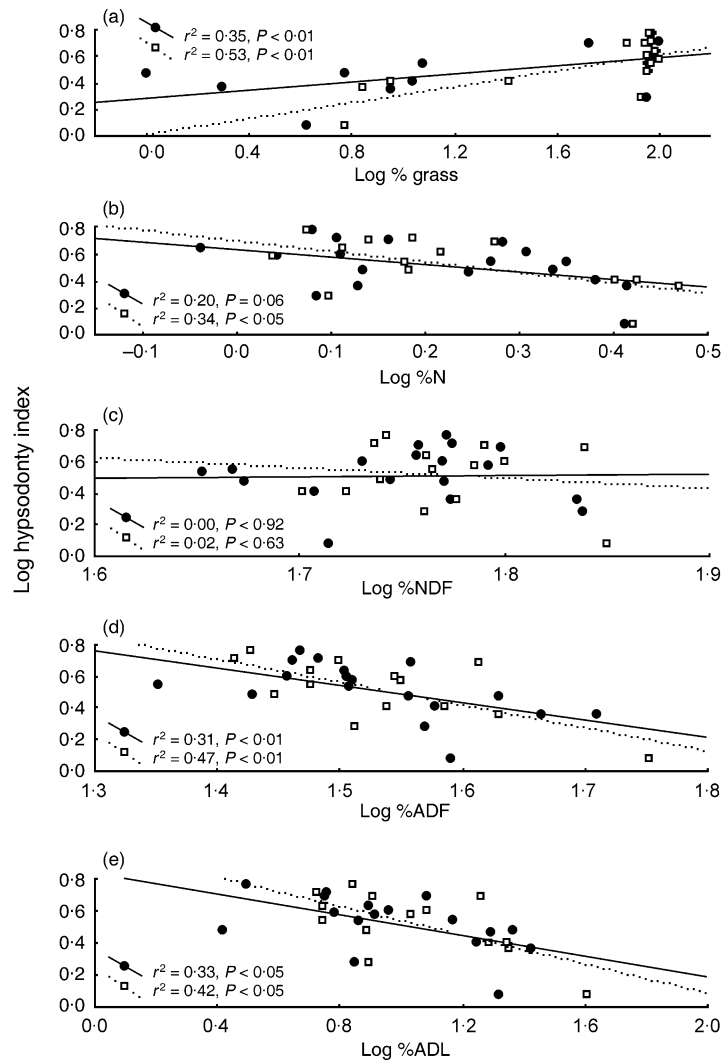 Log hypsodonty index
(a)
r² = 0·35, P < 0·01
r² = 0·53, P < 0·01
0·8
0·6
0·4
0·2
0·0
0.0 0.4 0.8 1.2 1.6 2.0
Log % grass
(b)
0·8
0·6
0·4
0·2
0·0
r² = 0·20, P = 0·06
r² = 0·34, P < 0·05
–0·1 0·0 0·1 0·2 0·3 0·4 0·5
Log %N
(c)
0·8
0·6
0·4
0·2
0·0
r² = 0·00, P < 0·92
r² = 0·02, P < 0·63
1·6 1·7 1·8 1·9
Log %NDF
(d)
0·8
0·6
0·4
0·2
0·0
r² = 0·31, P < 0·01
r² = 0·47, P < 0·01
1·3 1·4 1·5 1·6 1·7 1·8
Log %ADF
(e)
0·8
0·6
0·4
0·2
0·0
r² = 0·33, P < 0·05
r² = 0·42, P < 0·05
0·0 0·4 0·8 1·2 1·6 2·0
Log %ADL